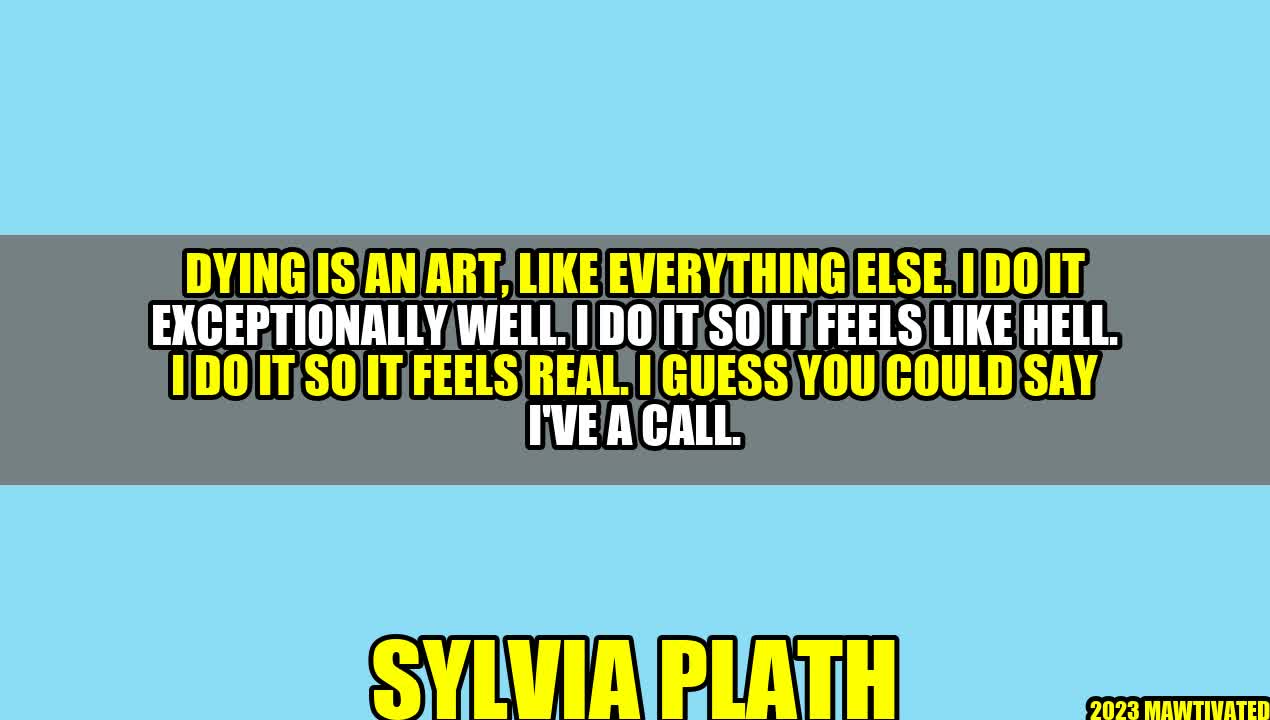 DYING IS AN ART, LIKE EVERYTHING ELSE. I DO IT
EXCEPTIONALLY WELL. I DO IT SO IT FEELS LIKE HELL.
I DO IT SO IT FEELS REAL. I GUESS YOU COULD SAY
I'VE A CALL.
SYLVIA PLATH
2023 MAWTIVATED